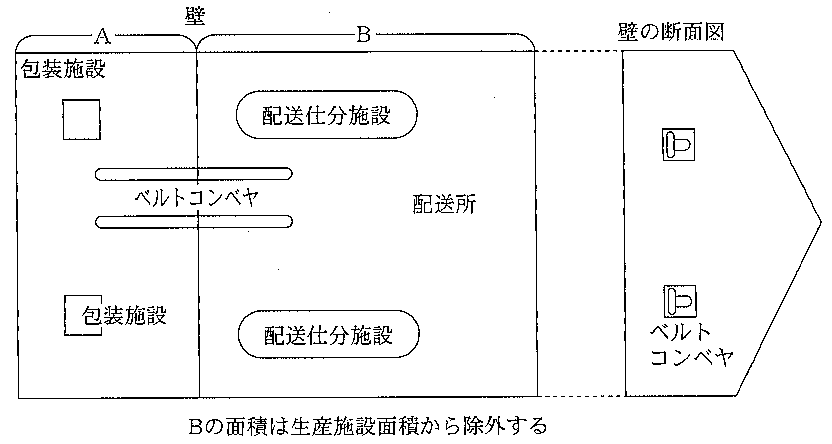 壁
A
B
壁の断面図
包装施設
配送仕分施設
ベルトコンベヤ
配送所
包装施設
配送仕分施設
ベルト
コンベヤ
Bの面積は生産施設面積から除外する